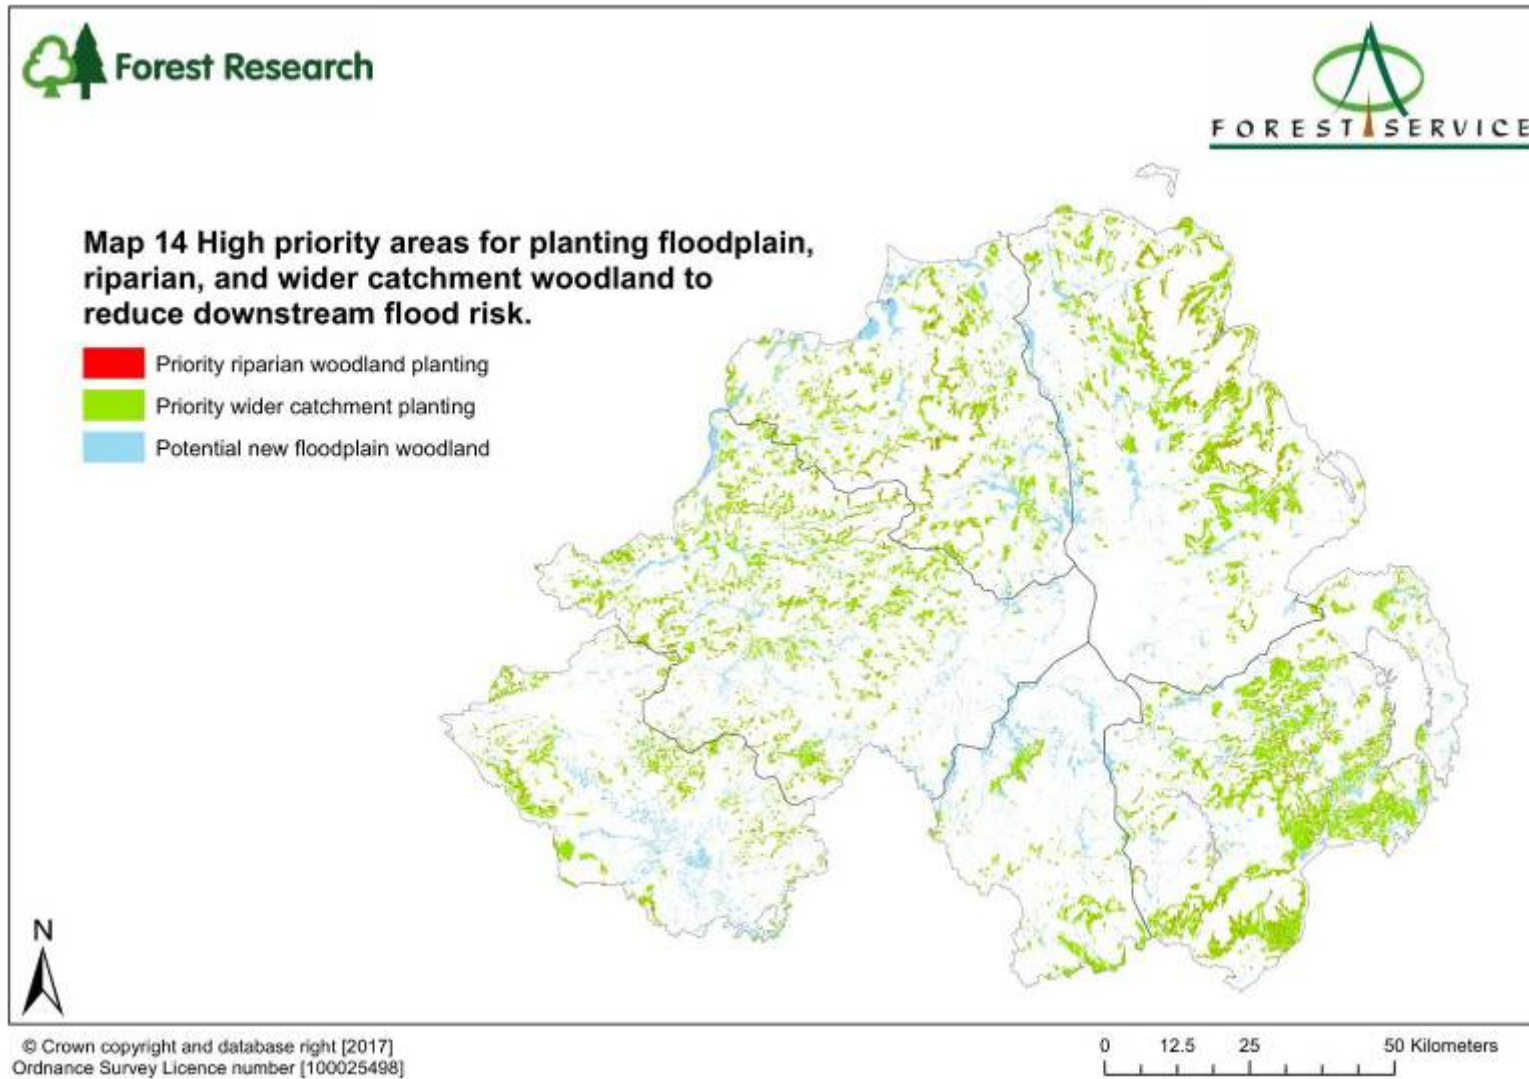 Forest Research
FOREST SERVICE
Map 14 High priority areas for planting floodplain,
riparian, and wider catchment woodland to
reduce downstream flood risk.
Priority riparian woodland planting
Priority wider catchment planting
Potential new floodplain woodland
N
© Crown copyright and database right [2017]
Ordnance Survey Licence number [100025498]
0 12.5 25 50 Kilometers